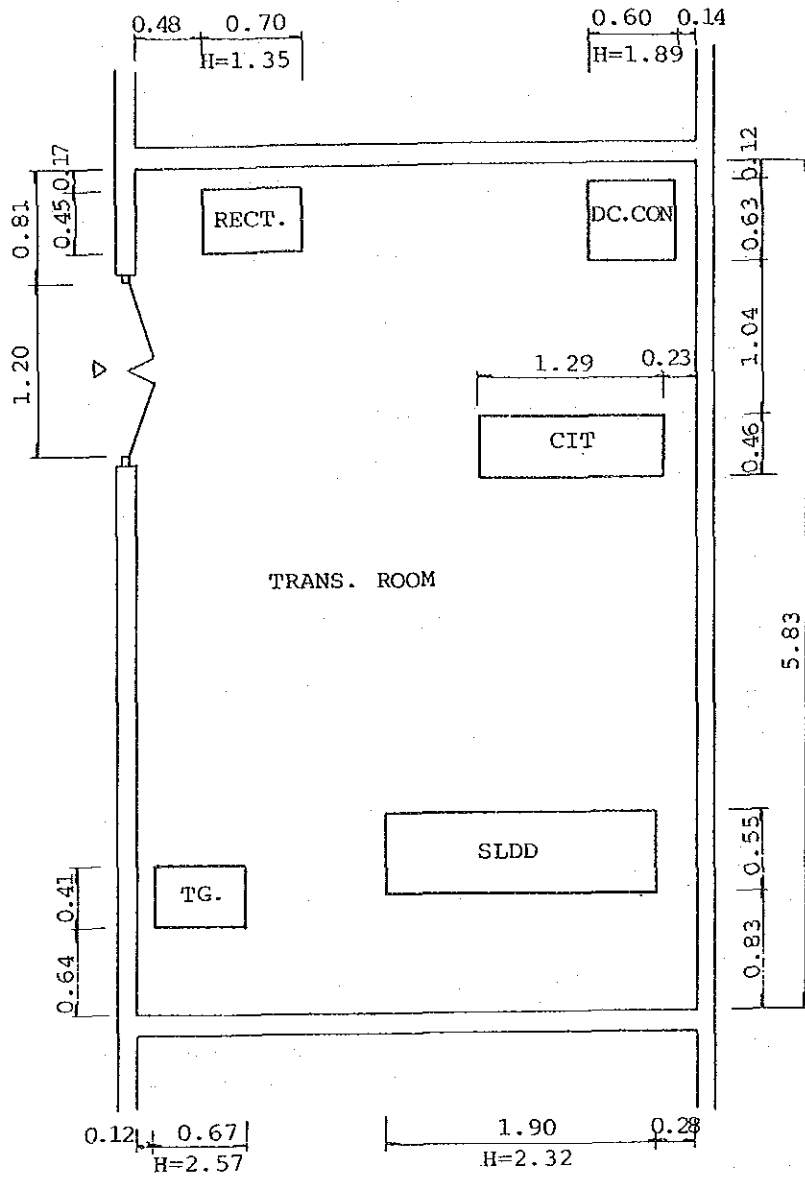 0.48 0.70 0.60 0.14
H=1.35 H=1.89
0.17
0.12
0.81
0.45
RECT.
DC.CON
0.63
1.20
1.29 0.23
1.04
CIT
0.46
TRANS. ROOM
5.83
SLDD
0.55
0.41
TG.
0.64
0.83
0.12 0.67 1.90 0.28
H=2.57 H=2.32